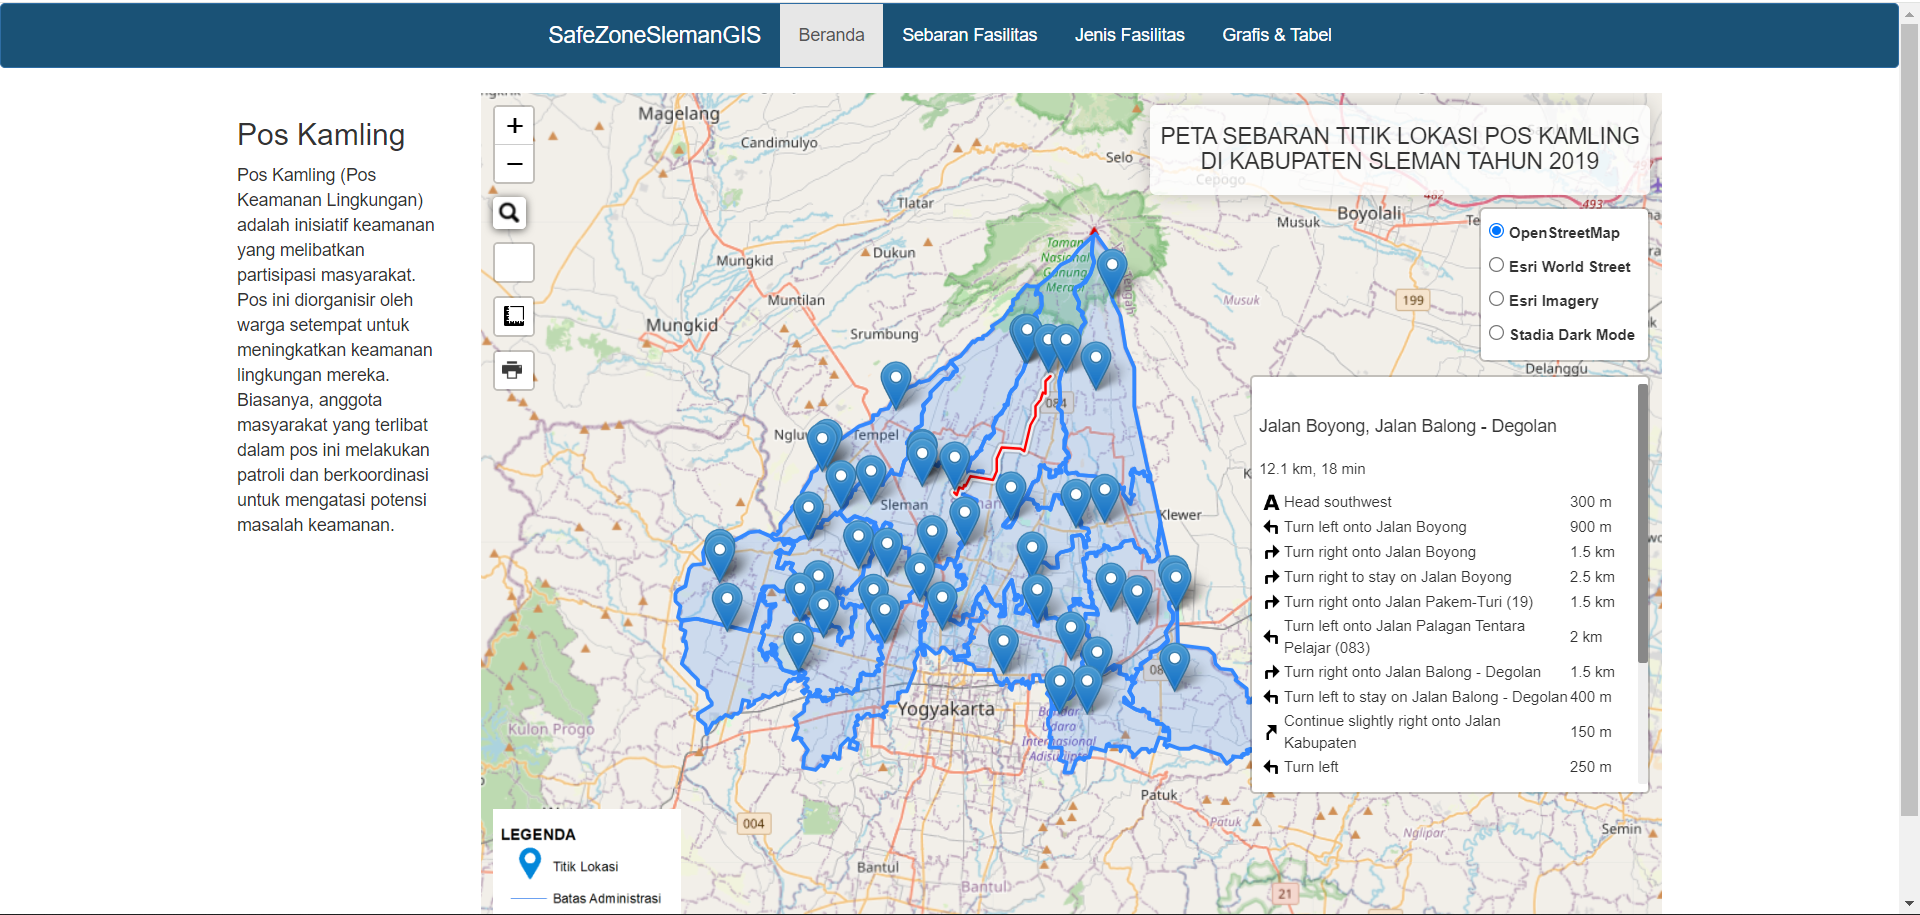 SafeZoneSlemanGIS
Beranda
Sebaran Fasilitas
Jenis Fasilitas
Grafis & Tabel
Pos Kamling
Pos Kamling (Pos
Keamanan Lingkungan)
adalah inisiatif keamanan
yang melibatkan
partisipasi masyarakat.
Pos ini diorganisir oleh
warga setempat untuk
meningkatkan keamanan
lingkungan mereka.
Biasanya, anggota
masyarakat yang terlibat
dalam pos ini melakukan
patroli dan berkoordinasi
untuk mengatasi potensi
masalah keamanan.
+
−
PETA SEBARAN TITIK LOKASI POS KAMLING
DI KABUPATEN SLEMAN TAHUN 2019
OpenStreetMap
Esri World Street
Esri Imagery
Stadia Dark Mode
Magelang
Candimulyo
Selo
Cepogo
482
493
497
Tlatar
Musuk
Boyolali
Dukun
Mungkid
Taman
Nasional
Gunung
Merapi
Tengah
Muntilan
Musuk
199
Mungkid
Srumbung
Delanggu
084
Tempel
Sleman
Klewer
Yogyakarta
Kulon Progo
Bandar
Udara
Internasional
Patuk
Patuk
004
Semin
Nglipar
Bantul
Bantul
21
Jalan Boyong, Jalan Balong - Degolan
12.1 km, 18 min
A Head southwest 300 m
Turn left onto Jalan Boyong 900 m
Turn right onto Jalan Boyong 1.5 km
Turn right to stay on Jalan Boyong 2.5 km
Turn right onto Jalan Pakem-Turi (19) 1.5 km
Turn left onto Jalan Palagan Tentara
Pelajar (083) 2 km
Turn right onto Jalan Balong - Degolan 1.5 km
Turn left to stay on Jalan Balong - Degolan 400 m
Continue slightly right onto Jalan
Kabupaten 150 m
Turn left 250 m
LEGENDA
Titik Lokasi
Batas Administrasi